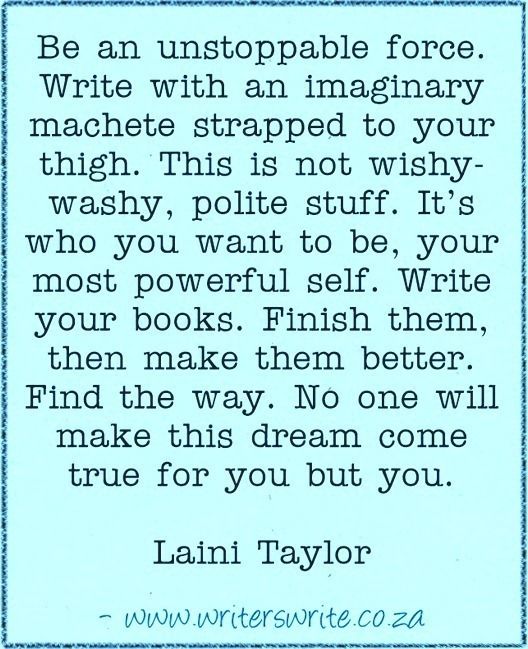 Be an unstoppable force.
Write with an imaginary
machete strapped to your
thigh. This is not wishy-
washy, polite stuff. It's
who you want to be, your
most powerful self. Write
your books. Finish them,
then make them better.
Find the way. No one will
make this dream come
true for you but you.
Laini Taylor
- www.writerswrite.co.za